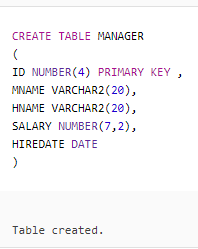 CREATE TABLE MANAGER
(
ID NUMBER(4) PRIMARY KEY ,
MNAME VARCHAR2(20),
HNAME VARCHAR2(20),
SALARY NUMBER(7,2),
HIREDATE DATE
)
Table created.